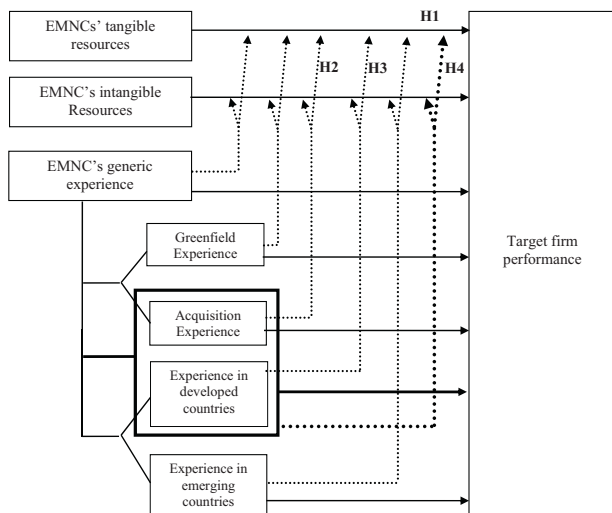 EMNCs' tangible
resources
H1
H2
H3
H4
EMNC's intangible
Resources
EMNC's generic
experience
Greenfield
Experience
Acquisition
Experience
Experience in
developed
countries
Experience in
emerging
countries
Target firm
performance